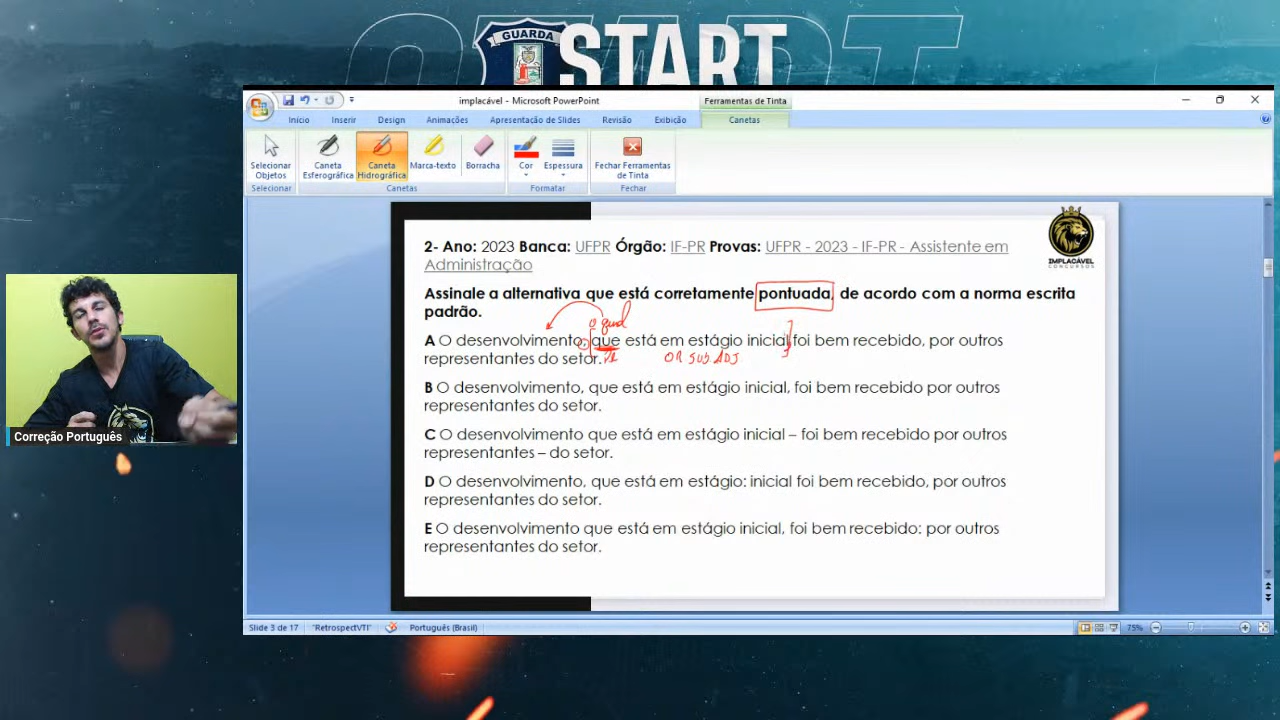 GUARDA START
implacável - Microsoft PowerPoint
Ferramentas de Tinta
Início Inserir Design Animações Apresentação de Slides Revisão Exibição Canetas
Selecionar Objetos Caneta Esferográfica Caneta Hidrográfica Marca-texto Borracha Cor Espessura Fechar Ferramentas de Tinta
Selecionar Canetas Formatar Fechar
IMPLACÁVEL
CONCURSOS
2- Ano: 2023 Banca: UFPR Órgão: IF-PR Provas: UFPR - 2023 - IF-PR - Assistente em
Administração
Assinale a alternativa que está corretamente pontuada, de acordo com a norma escrita
padrão.
o qual
A O desenvolvimento, que está em estágio inicial, foi bem recebido, por outros
representantes do setor.
OR SUB ADJ
B O desenvolvimento, que está em estágio inicial, foi bem recebido por outros
representantes do setor.
C O desenvolvimento que está em estágio inicial – foi bem recebido por outros
representantes – do setor.
D O desenvolvimento, que está em estágio: inicial foi bem recebido, por outros
representantes do setor.
E O desenvolvimento que está em estágio inicial, foi bem recebido: por outros
representantes do setor.
Correção Português
Slide 3 de 17 "RetrospectVTI" Português (Brasil) 75%